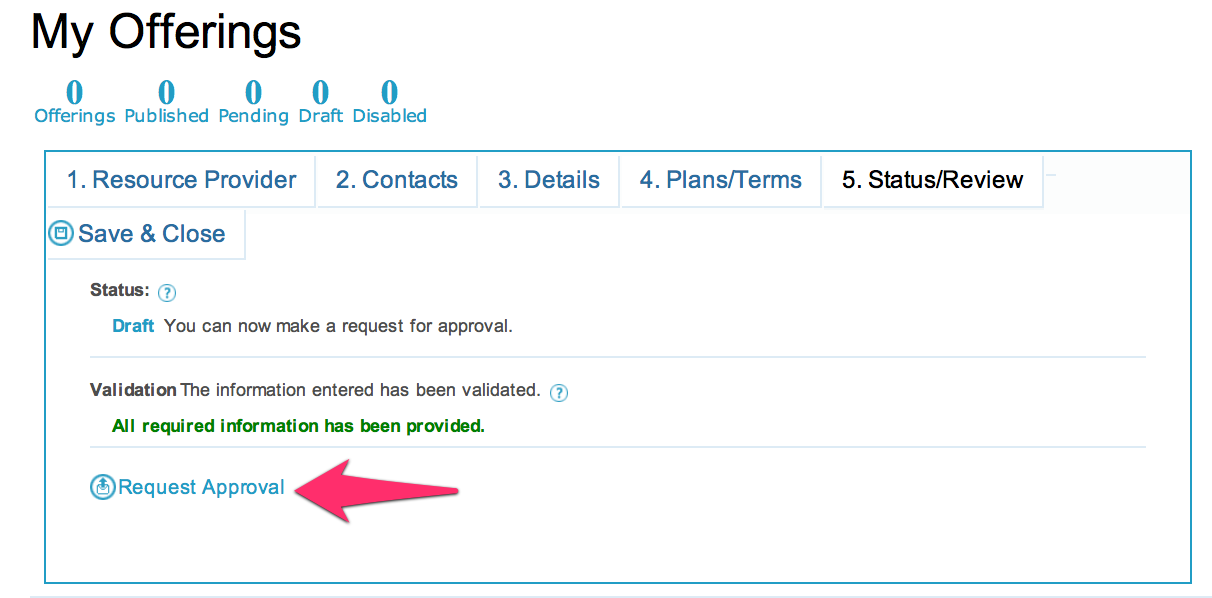 My Offerings
0 0 0 0 0
Offerings Published Pending Draft Disabled
1. Resource Provider 2. Contacts 3. Details 4. Plans/Terms 5. Status/Review
Save & Close
Status: ?
Draft You can now make a request for approval.
Validation The information entered has been validated. ?
All required information has been provided.
Request Approval